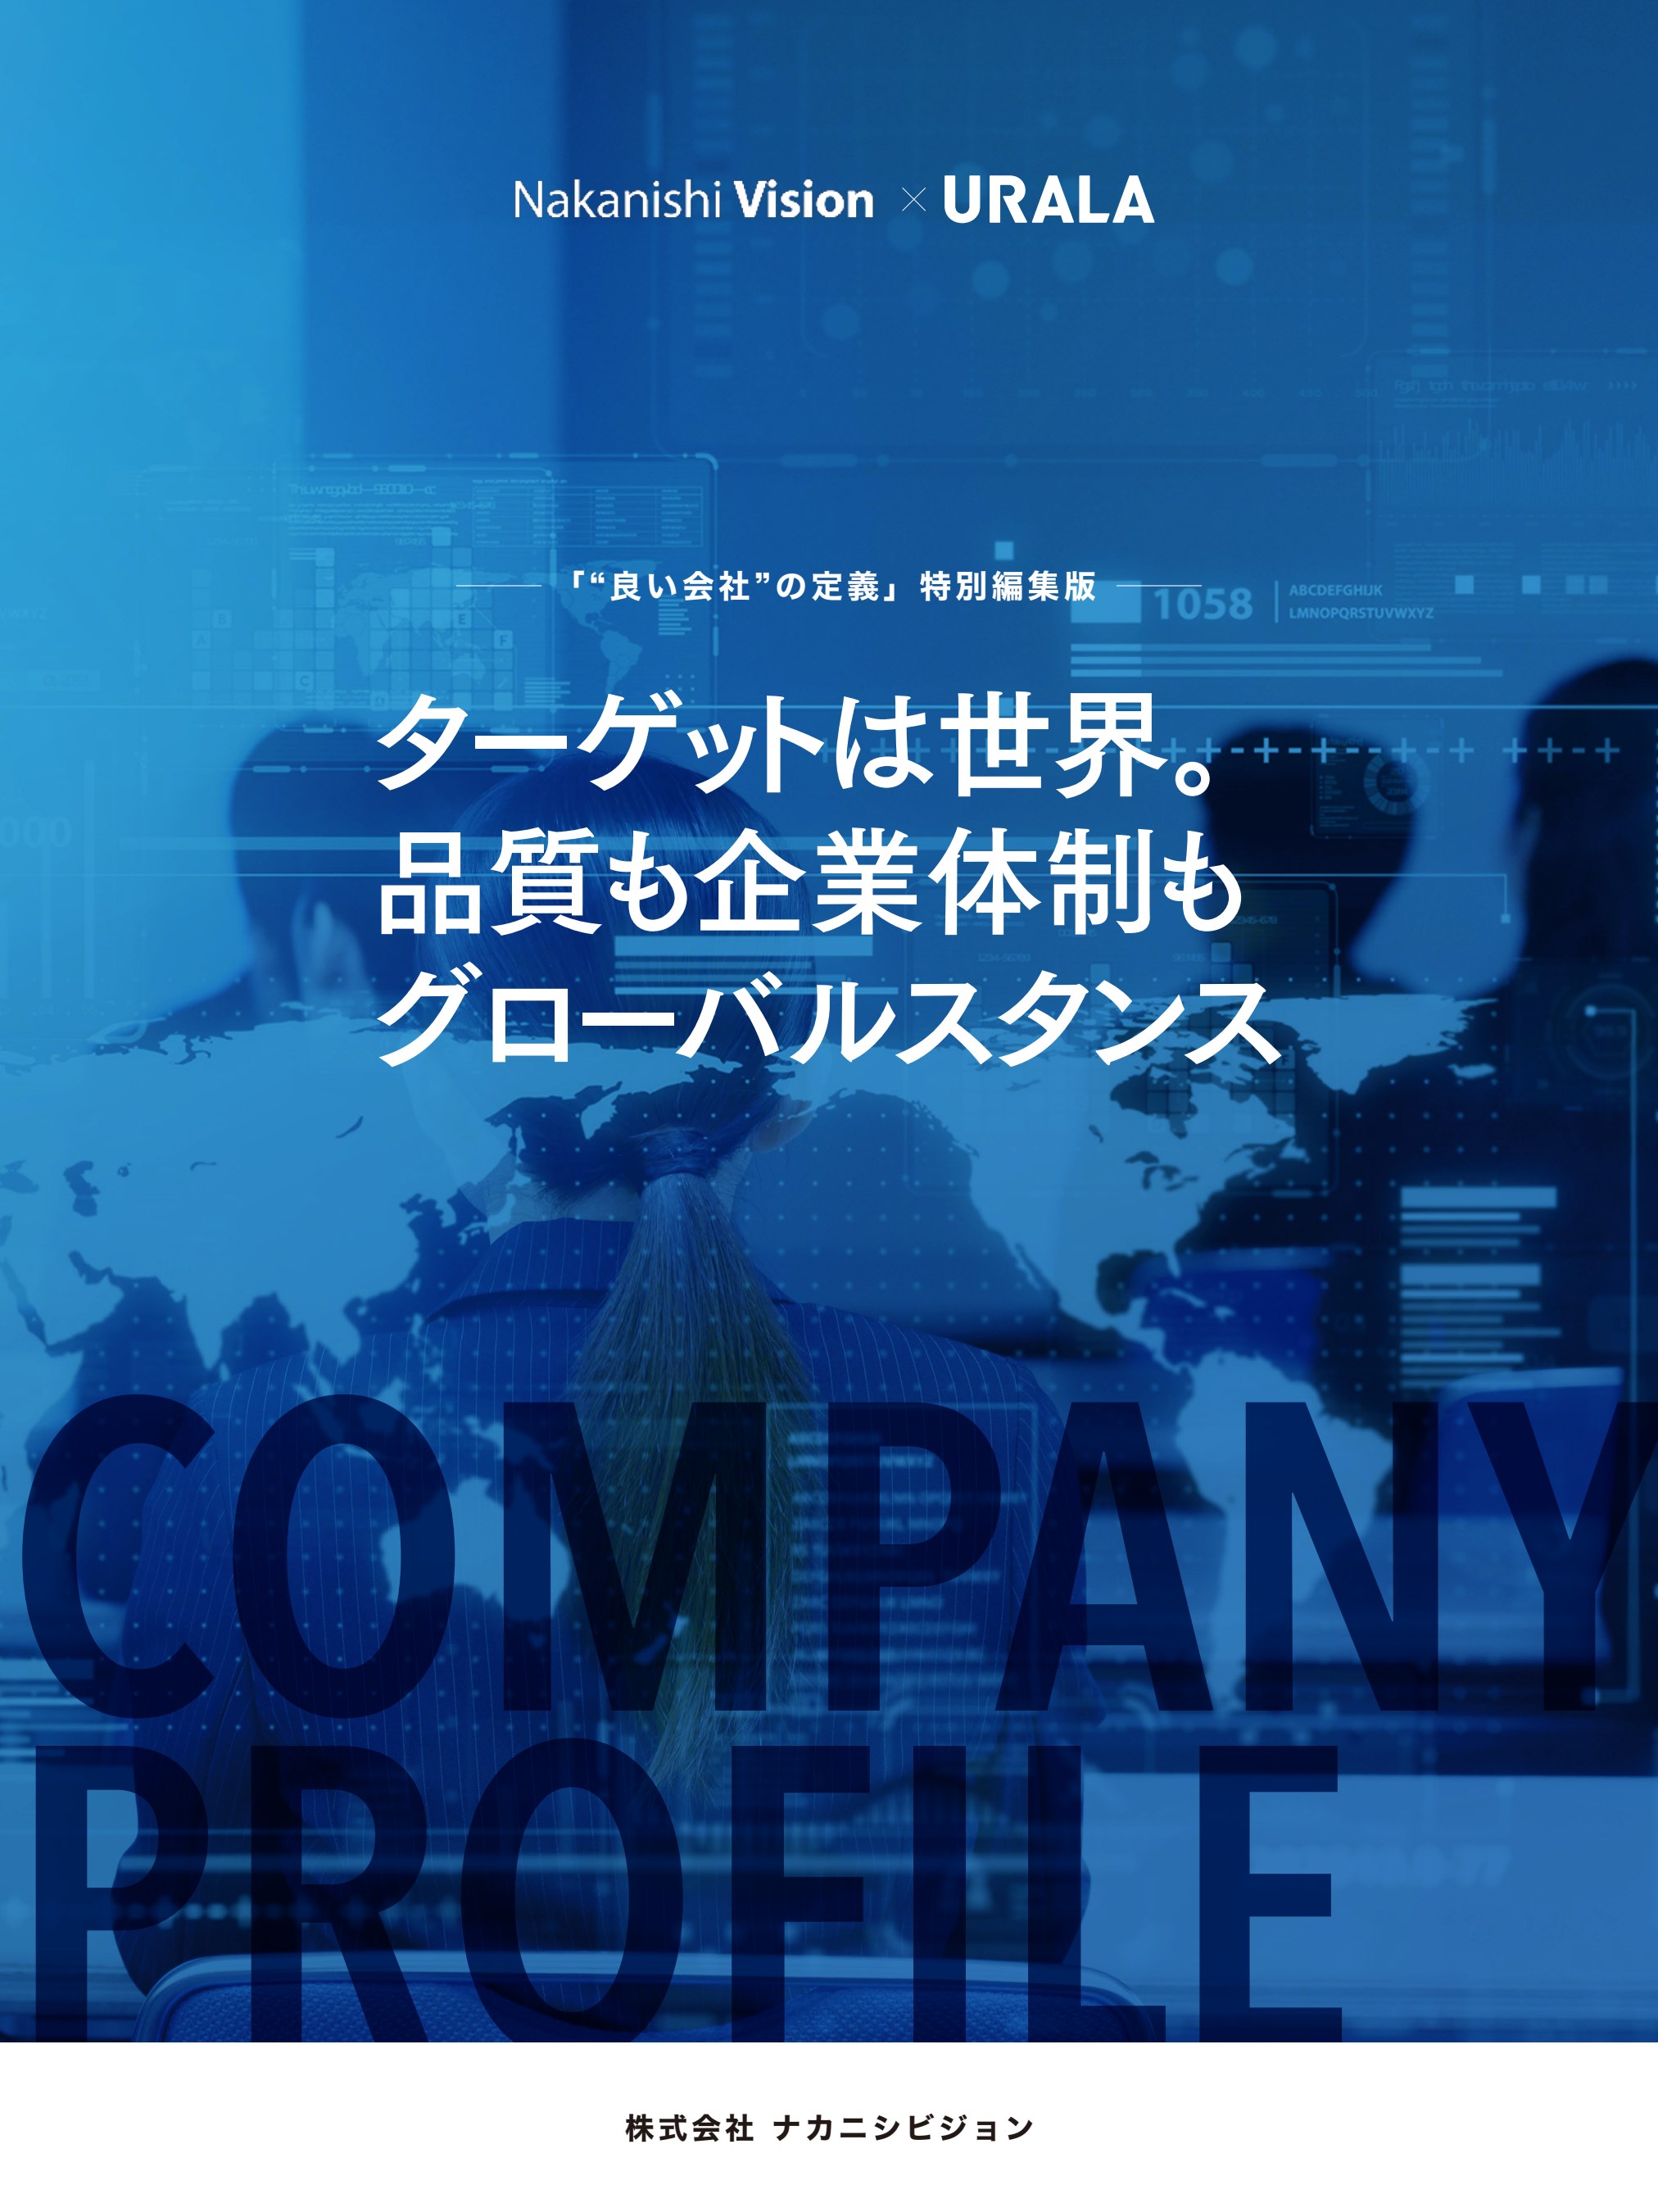 Nakanishi Vision × URALA
「“良い会社”の定義」特別編集版
1058
ABCDEFGHIJK
LMNOPQRSTUVWXYZ
ターゲットは世界。
品質も企業体制も
グローバルスタンス
COMPANY
PROFILE
株式会社 ナカニシビジョン